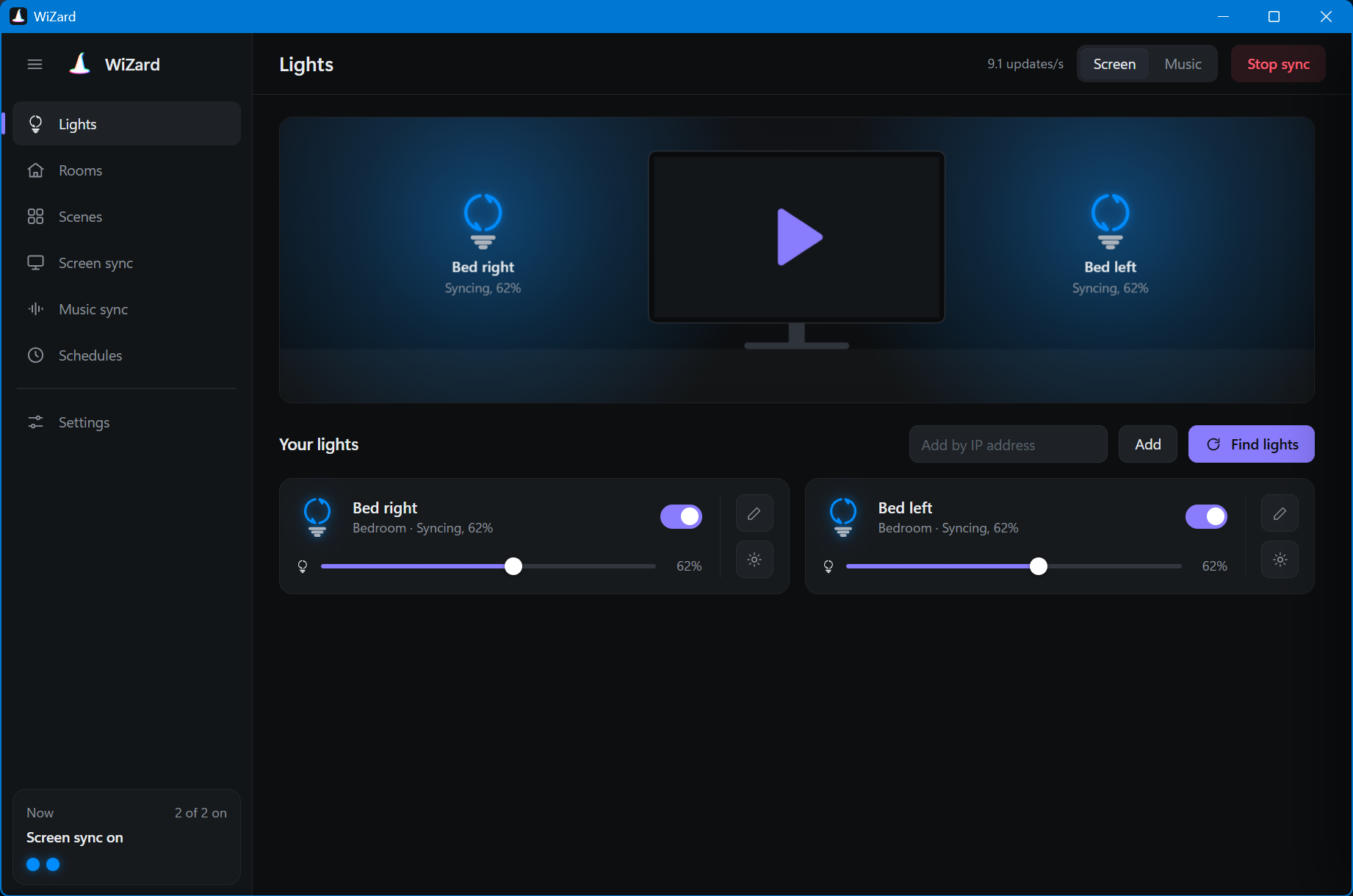 WiZard
WiZard
Lights
9.1 updates/s
Screen
Music
Stop sync
Lights
Rooms
Scenes
Screen sync
Music sync
Schedules
Settings
Bed right
Syncing, 62%
Bed left
Syncing, 62%
Your lights
Add by IP address
Add
Find lights
Bed right
Bedroom · Syncing, 62%
62%
Bed left
Bedroom · Syncing, 62%
62%
Now
2 of 2 on
Screen sync on